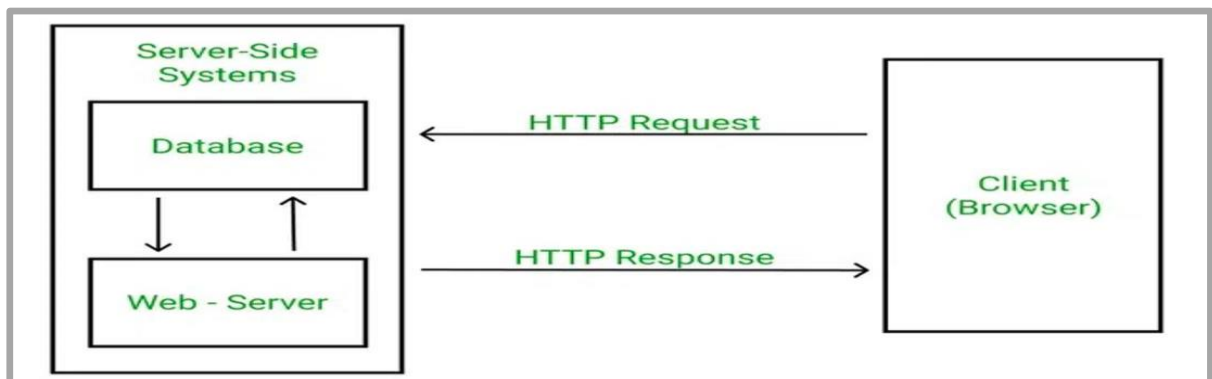 Server-Side
Systems
Database
Web - Server
HTTP Request
HTTP Response
Client
(Browser)